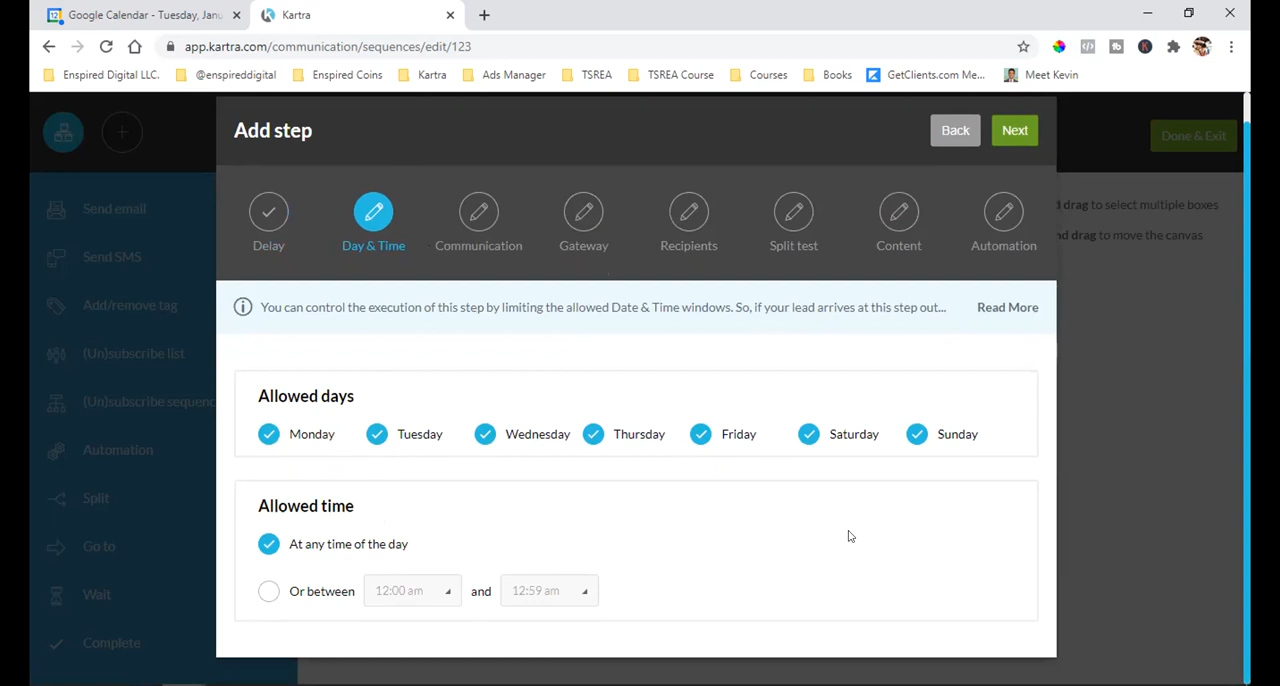 Google Calendar - Tuesday, Janu
Kartra
app.kartra.com/communication/sequences/edit/123
Enspired Digital LLC. @enspireddigital Enspired Coins Kartra Ads Manager TSREA TSREA Course Courses Books GetClients.com Me... Meet Kevin
Add step
Back
Next
Done & Exit
Delay
Day & Time
Communication
Gateway
Recipients
Split test
Content
Automation
d drag to select multiple boxes
nd drag to move the canvas
Send email
Send SMS
Add/remove tag
(Un)subscribe list
(Un)subscribe sequenc
Automation
Split
Go to
Wait
Complete
You can control the execution of this step by limiting the allowed Date & Time windows. So, if your lead arrives at this step out... Read More
Allowed days
Monday Tuesday Wednesday Thursday Friday Saturday Sunday
Allowed time
At any time of the day
Or between 12:00 am and 12:59 am